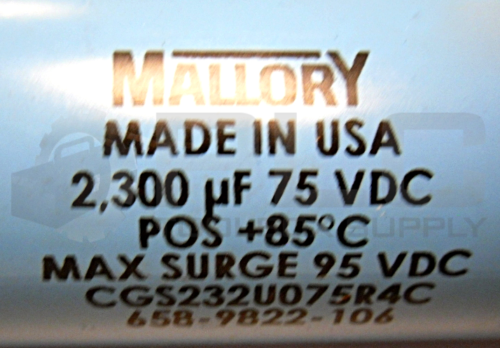 MALLORY
MADE IN USA
2,300 µF 75 VDC
POS +85°C
MAX SURGE 95 VDC
CGS232U075R4C
658-9822-106